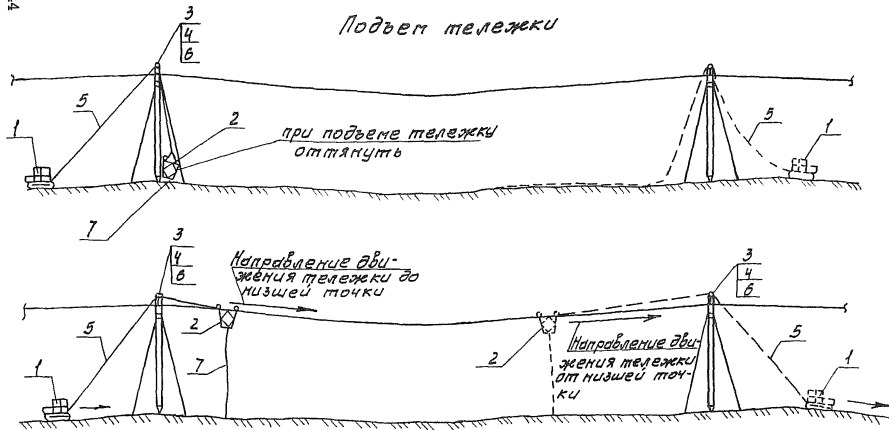 Подъем тележки
3
4
6
5
2
1
при подъеме тележку
оттянуть
7
5
1
3
4
6
Направление дви-
жения тележки до
низшей точки
5
2
7
1
3
4
6
2
Направление дви-
жения тележки
от низшей точ-
ки
5
1